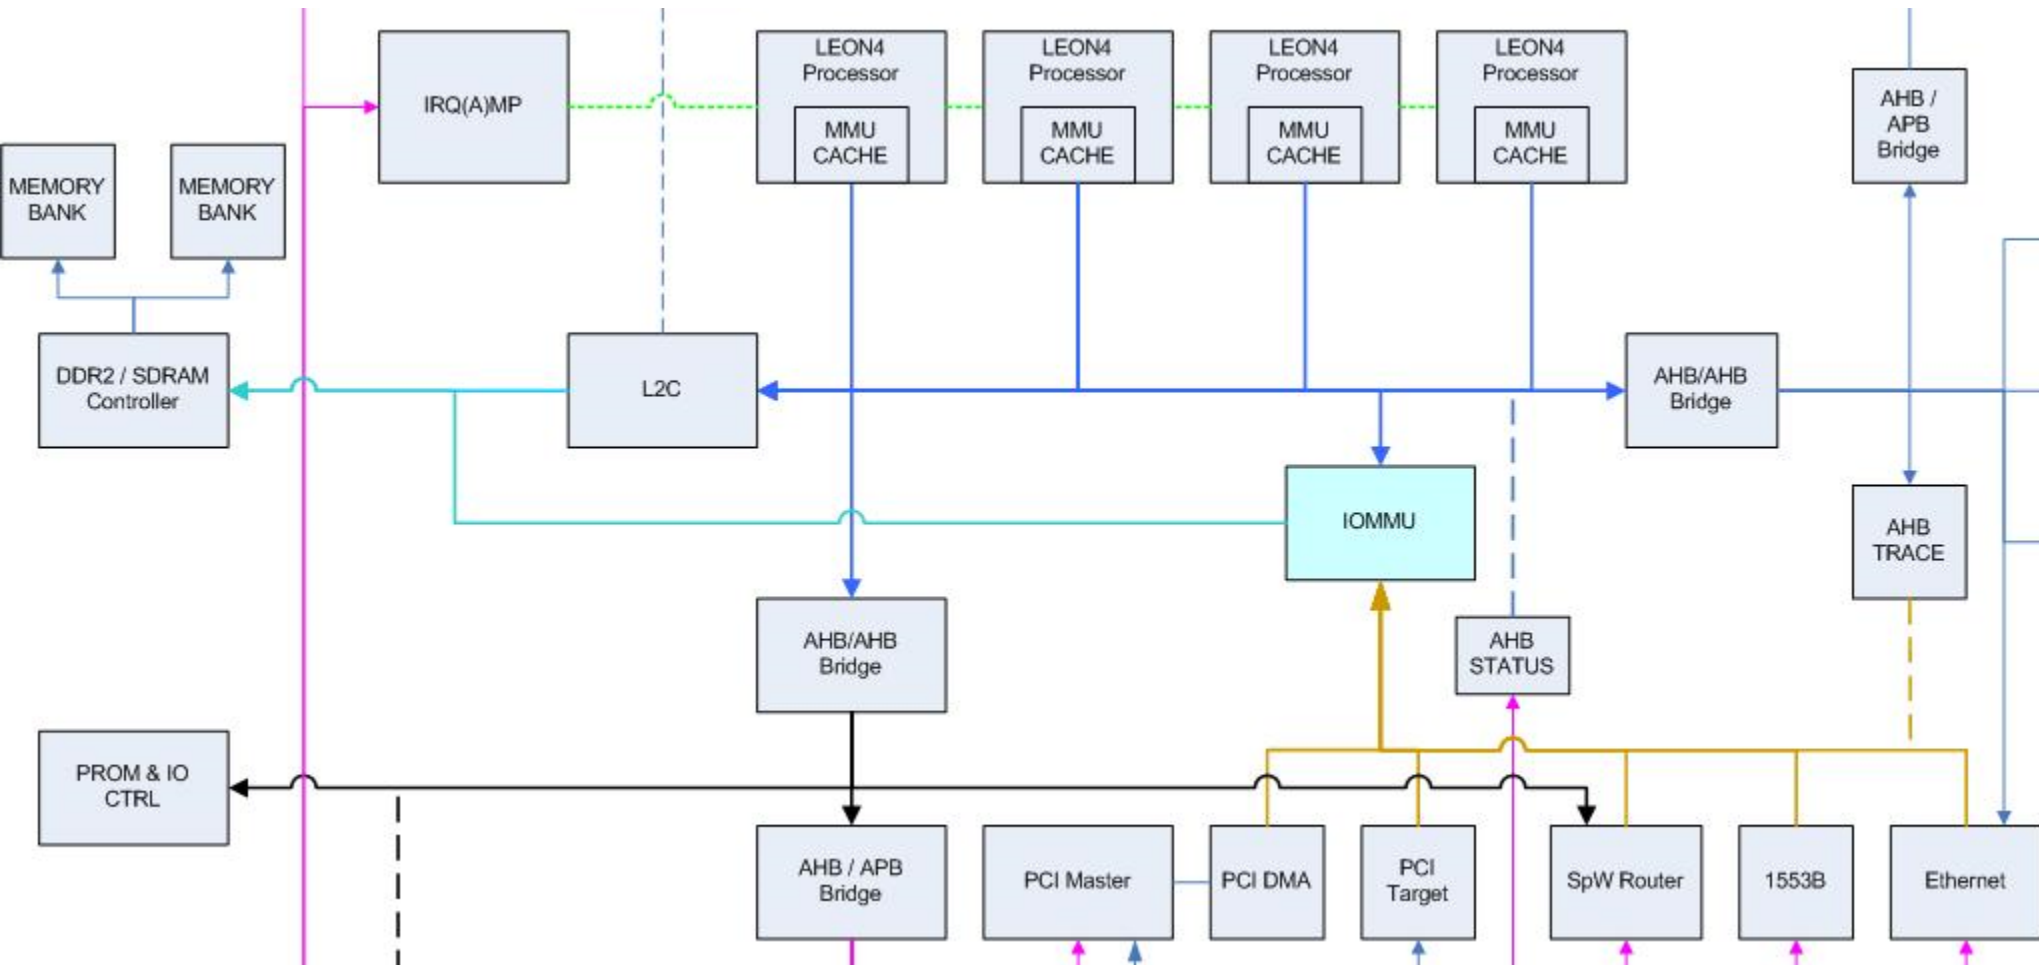 LEON4
Processor
MMU
CACHE
LEON4
Processor
MMU
CACHE
LEON4
Processor
MMU
CACHE
LEON4
Processor
MMU
CACHE
IRQ(A)MP
AHB /
APB
Bridge
MEMORY
BANK
MEMORY
BANK
DDR2 / SDRAM
Controller
L2C
AHB/AHB
Bridge
IOMMU
AHB
TRACE
AHB/AHB
Bridge
AHB
STATUS
PROM & IO
CTRL
AHB / APB
Bridge
PCI Master
PCI DMA
PCI
Target
SpW Router
1553B
Ethernet